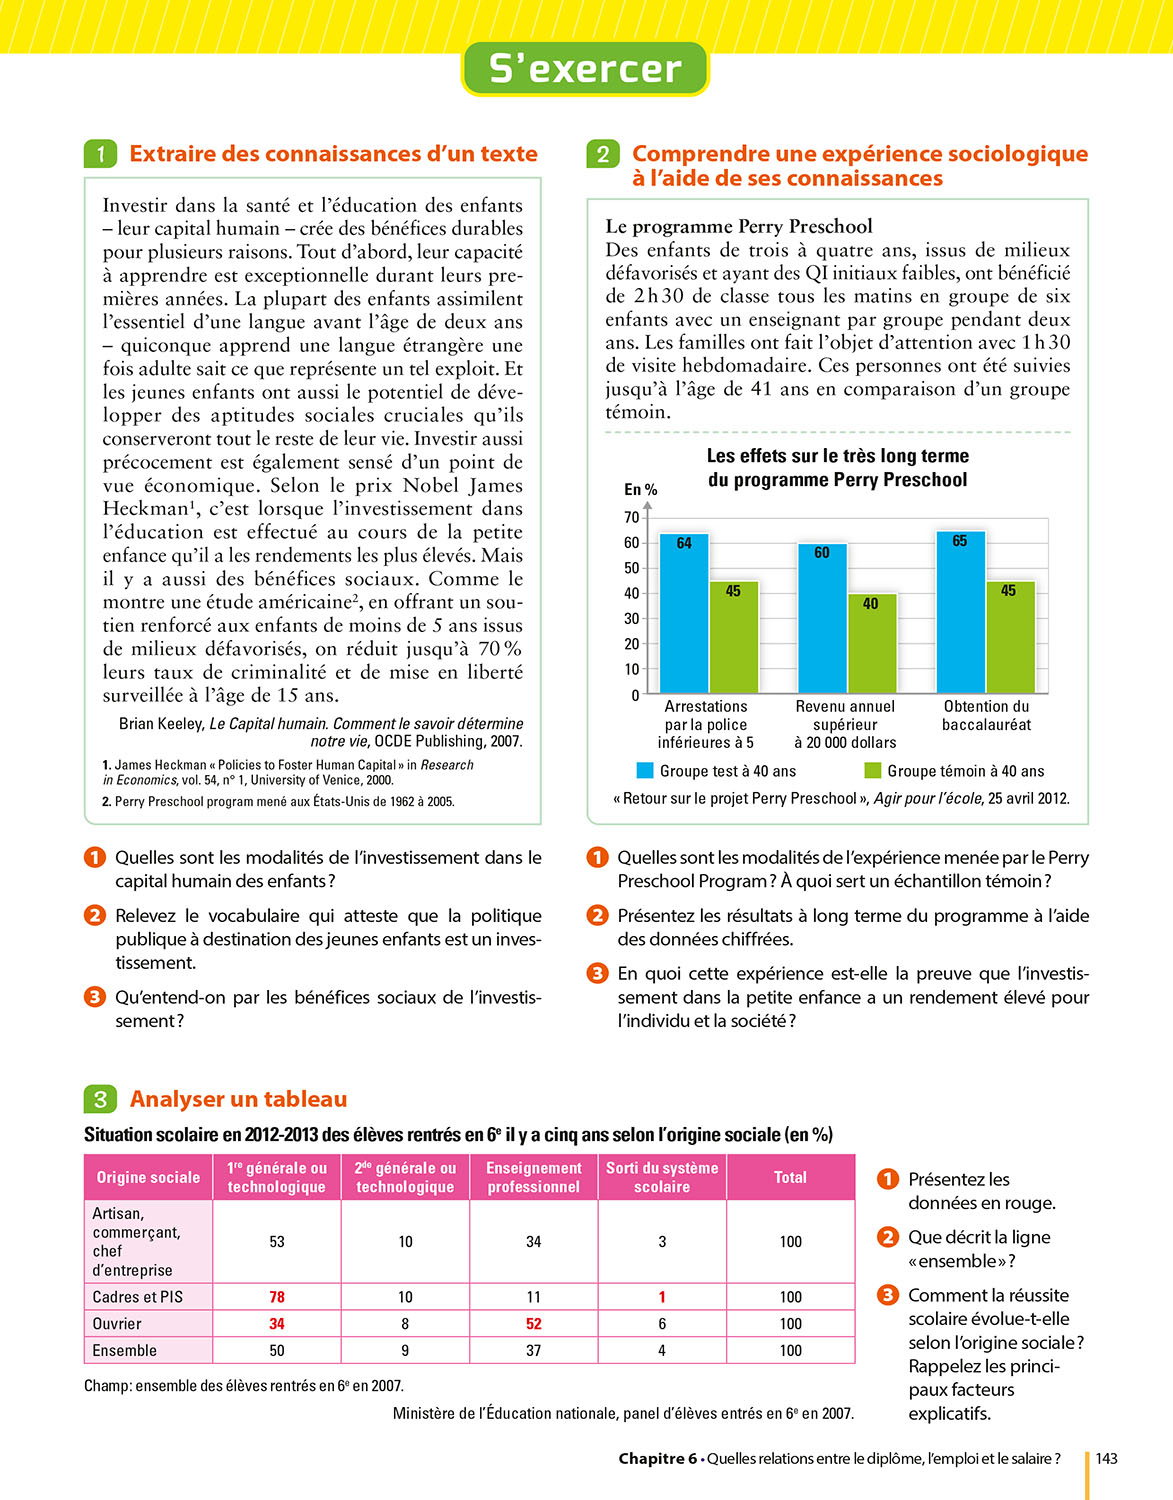 S'exercer
1 Extraire des connaissances d'un texte
Investir dans la santé et l'éducation des enfants
– leur capital humain – crée des bénéfices durables
pour plusieurs raisons. Tout d'abord, leur capacité
à apprendre est exceptionnelle durant leurs pre-
mières années. La plupart des enfants assimilent
l'essentiel d'une langue avant l'âge de deux ans
– quiconque apprend une langue étrangère une
fois adulte sait ce que représente un tel exploit. Et
les jeunes enfants ont aussi le potentiel de déve-
lopper des aptitudes sociales cruciales qu'ils
conserveront tout le reste de leur vie. Investir aussi
précocement est également sensé d'un point de
vue économique. Selon le prix Nobel James
Heckman¹, c'est lorsque l'investissement dans
l'éducation est effectué au cours de la petite
enfance qu'il a les rendements les plus élevés. Mais
il y a aussi des bénéfices sociaux. Comme le
montre une étude américaine², en offrant un sou-
tien renforcé aux enfants de moins de 5 ans issus
de milieux défavorisés, on réduit jusqu'à 70 %
leurs taux de criminalité et de mise en liberté
surveillée à l'âge de 15 ans.
Brian Keeley, Le Capital humain. Comment le savoir détermine
notre vie, OCDE Publishing, 2007.
1. James Heckman « Policies to Foster Human Capital » in Research
in Economics, vol. 54, n° 1, University of Venice, 2000.
2. Perry Preschool program mené aux États-Unis de 1962 à 2005.
1 Quelles sont les modalités de l'investissement dans le
capital humain des enfants ?
2 Relevez le vocabulaire qui atteste que la politique
publique à destination des jeunes enfants est un inves-
tissement.
3 Qu'entend-on par les bénéfices sociaux de l'investis-
sement ?
2 Comprendre une expérience sociologique
à l'aide de ses connaissances
Le programme Perry Preschool
Des enfants de trois à quatre ans, issus de milieux
défavorisés et ayant des QI initiaux faibles, ont bénéficié
de 2 h 30 de classe tous les matins en groupe de six
enfants avec un enseignant par groupe pendant deux
ans. Les familles ont fait l'objet d'attention avec 1 h 30
de visite hebdomadaire. Ces personnes ont été suivies
jusqu'à l'âge de 41 ans en comparaison d'un groupe
témoin.
Les effets sur le très long terme
du programme Perry Preschool
En %
70
60
50
40
30
20
10
0
64
45
60
40
65
45
Arrestations
par la police
inférieures à 5
Revenu annuel
supérieur
à 20 000 dollars
Obtention du
baccalauréat
Groupe test à 40 ans
Groupe témoin à 40 ans
« Retour sur le projet Perry Preschool », Agir pour l'école, 25 avril 2012.
1 Quelles sont les modalités de l'expérience menée par le Perry
Preschool Program ? À quoi sert un échantillon témoin ?
2 Présentez les résultats à long terme du programme à l'aide
des données chiffrées.
3 En quoi cette expérience est-elle la preuve que l'investis-
sement dans la petite enfance a un rendement élevé pour
l'individu et la société ?
3 Analyser un tableau
Situation scolaire en 2012-2013 des élèves rentrés en 6e il y a cinq ans selon l'origine sociale (en %)
Origine sociale | 1re générale ou technologique | 2de générale ou technologique | Enseignement professionnel | Sorti du système scolaire | Total
Artisan, commerçant, chef d'entreprise | 53 | 10 | 34 | 3 | 100
Cadres et PIS | 78 | 10 | 11 | 1 | 100
Ouvrier | 34 | 8 | 52 | 6 | 100
Ensemble | 50 | 9 | 37 | 4 | 100
Champ : ensemble des élèves rentrés en 6e en 2007.
Ministère de l'Éducation nationale, panel d'élèves entrés en 6e en 2007.
1 Présentez les
données en rouge.
2 Que décrit la ligne
« ensemble » ?
3 Comment la réussite
scolaire évolue-t-elle
selon l'origine sociale ?
Rappelez les princi-
paux facteurs
explicatifs.
Chapitre 6 • Quelles relations entre le diplôme, l'emploi et le salaire ? 143